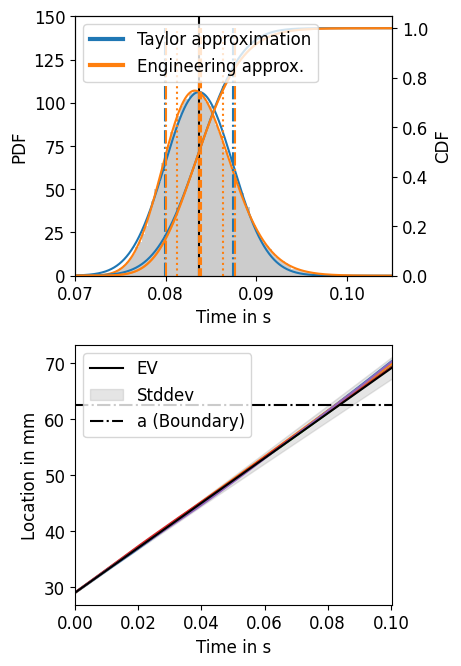 150
125
100
75
50
25
0
PDF
Taylor approximation
Engineering approx.
1.0
0.8
0.6
0.4
0.2
0.0
CDF
0.07
0.08
0.09
0.10
Time in s
70
60
50
40
30
Location in mm
EV
Stddev
a (Boundary)
0.00
0.02
0.04
0.06
0.08
0.10
Time in s